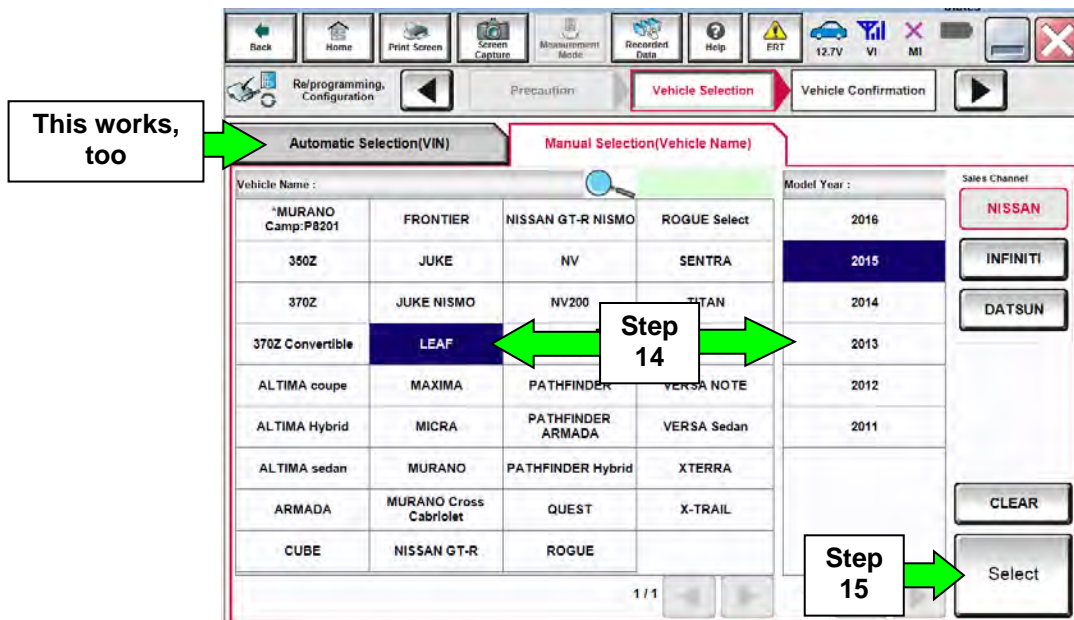 Back
Home
Print Screen
Screen
Capture
Measurement
Mode
Recorded
Data
Help
ERT
12.7V
VI
MI
Re/programming,
Configuration
Precaution
Vehicle Selection
Vehicle Confirmation
This works,
too
Automatic Selection(VIN)
Manual Selection(Vehicle Name)
Vehicle Name :
Model Year :
Sales Channel
*MURANO
Camp:P8201
FRONTIER
NISSAN GT-R NISMO
ROGUE Select
2016
NISSAN
350Z
JUKE
NV
SENTRA
2015
INFINITI
370Z
JUKE NISMO
NV200
TITAN
2014
DATSUN
370Z Convertible
LEAF
Step
14
2013
ALTIMA coupe
MAXIMA
PATHFINDER
VERSA NOTE
2012
ALTIMA Hybrid
MICRA
PATHFINDER
ARMADA
VERSA Sedan
2011
ALTIMA sedan
MURANO
PATHFINDER Hybrid
XTERRA
ARMADA
MURANO Cross
Cabriolet
QUEST
X-TRAIL
CLEAR
CUBE
NISSAN GT-R
ROGUE
Step
15
Select
1/1